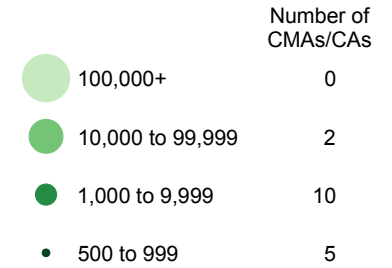 Number of
CMAs/CAs
100,000+ 0
10,000 to 99,999 2
1,000 to 9,999 10
500 to 999 5